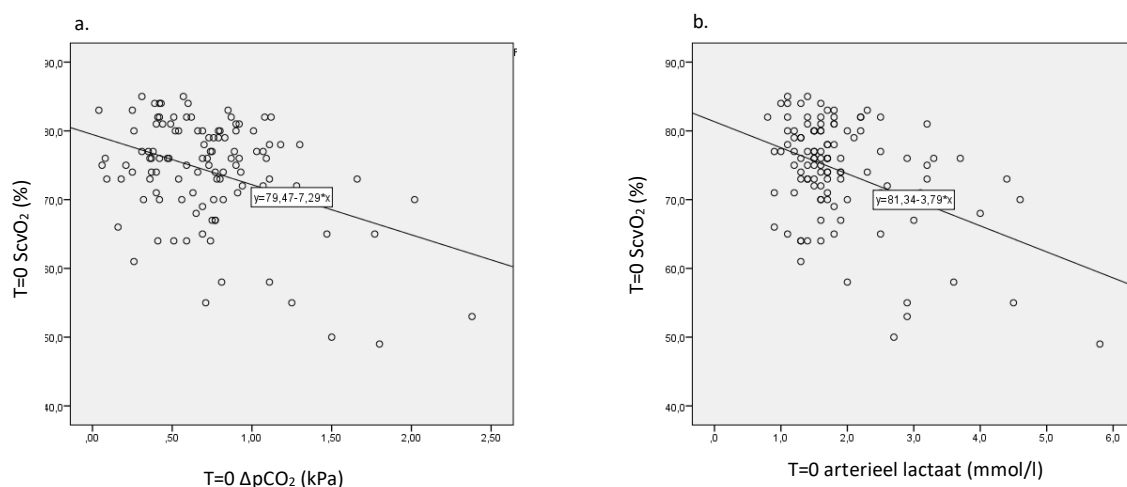 a.
F
90,0
80,0
70,0
60,0
50,0
40,0
T=0 ScvO₂ (%)
y=79,47-7,29*x
,00
,50
1,00
1,50
2,00
2,50
T=0 ΔpCO₂ (kPa)
b.
90,0
80,0
70,0
60,0
50,0
40,0
T=0 ScvO₂ (%)
y=81,34-3,79*x
,0
1,0
2,0
3,0
4,0
5,0
6,0
T=0 arterieel lactaat (mmol/l)